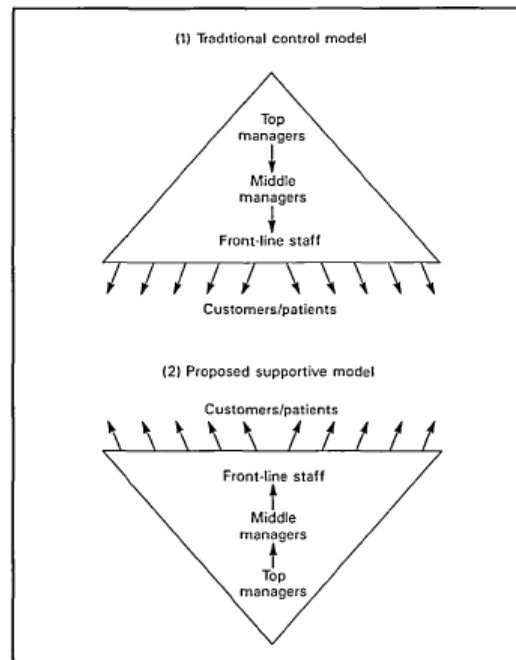 (1) Traditional control model
Top
managers
Middle
managers
Front-line staff
Customers/patients
(2) Proposed supportive model
Customers/patients
Front-line staff
Middle
managers
Top
managers